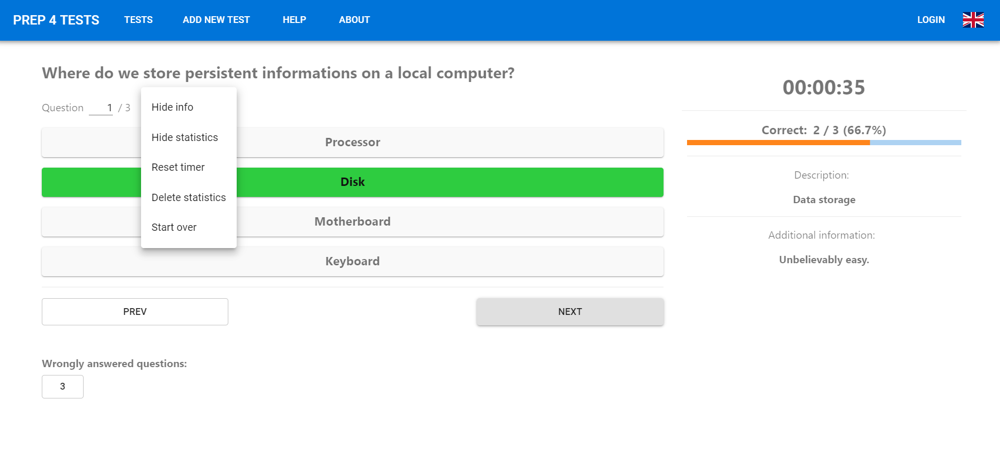 PREP 4 TESTS TESTS ADD NEW TEST HELP ABOUT LOGIN
Where do we store persistent informations on a local computer?
Question 1 / 3
Hide info
Hide statistics
Reset timer
Delete statistics
Start over
Processor
Disk
Motherboard
Keyboard
PREV NEXT
Wrongly answered questions:
3
00:00:35
Correct: 2 / 3 (66.7%)
Description:
Data storage
Additional information:
Unbelievably easy.